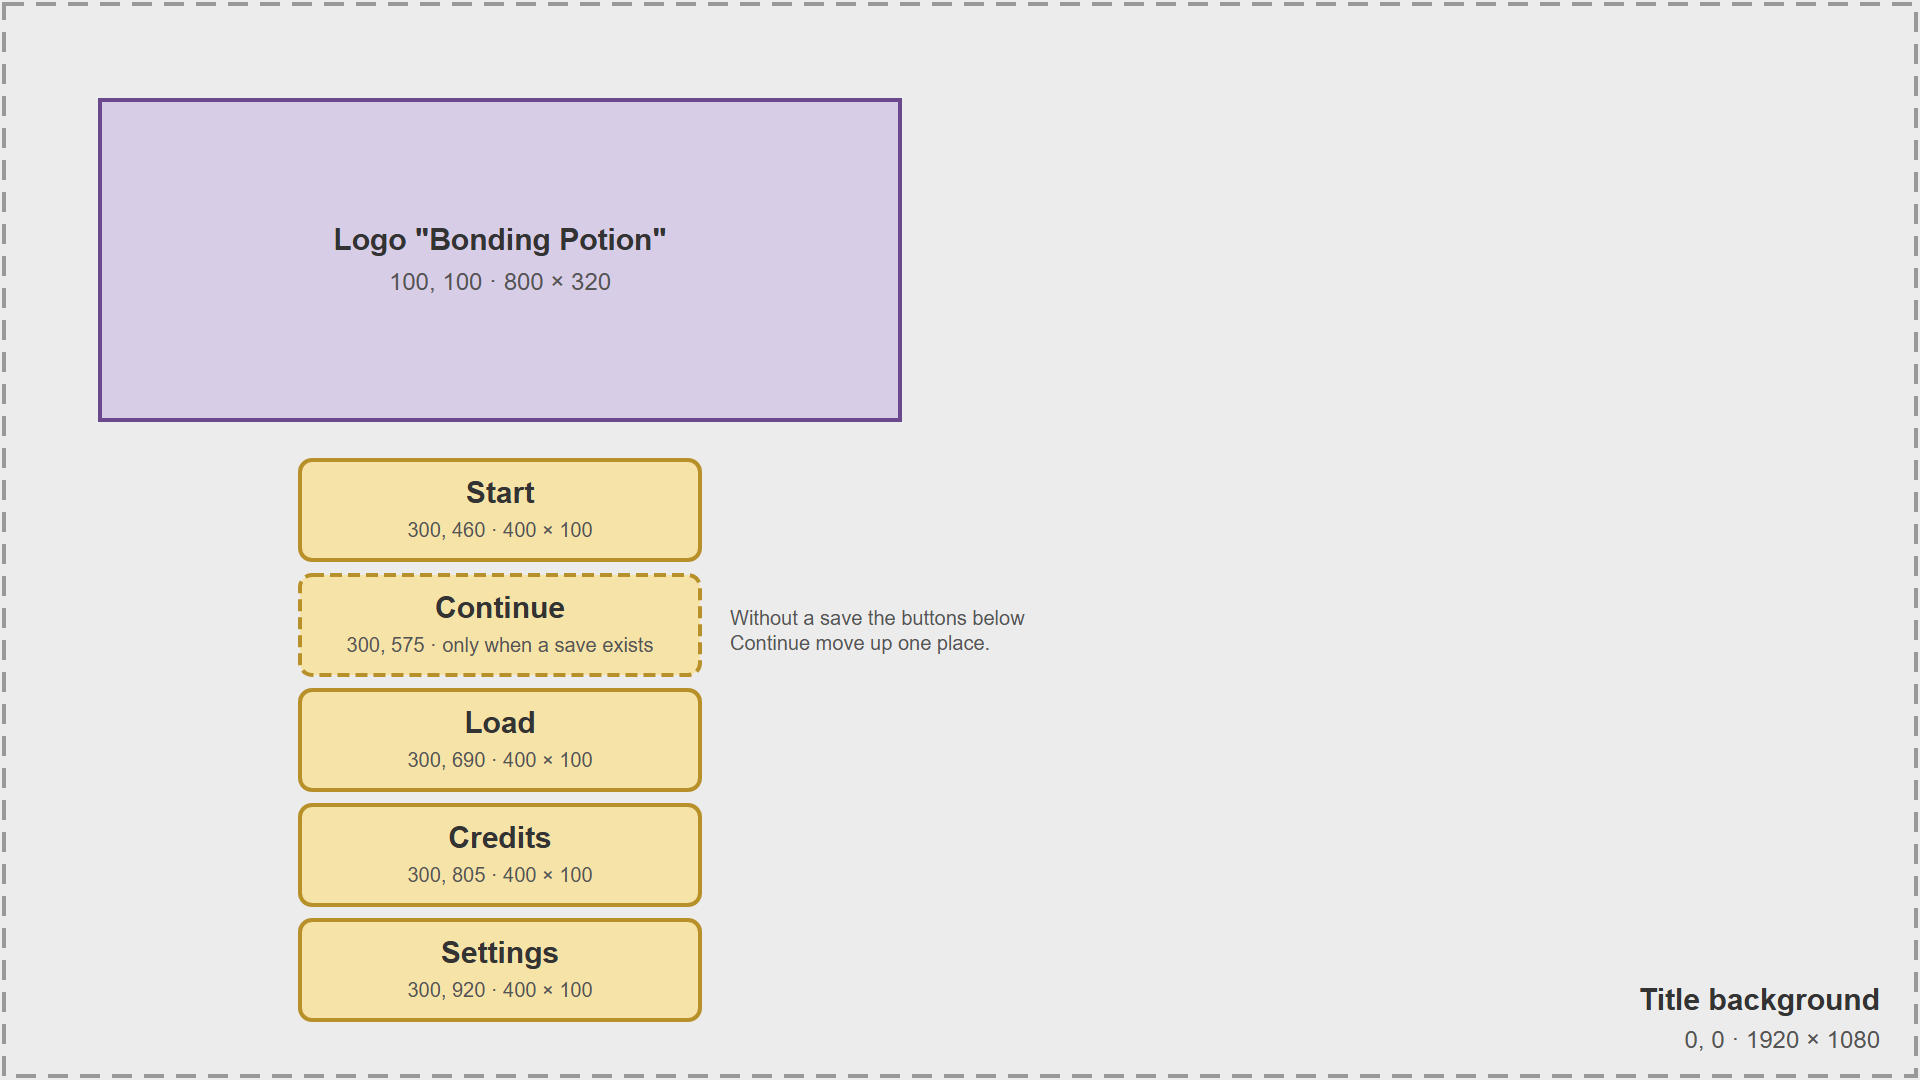 Logo "Bonding Potion"
100, 100 · 800 × 320
Start
300, 460 · 400 × 100
Continue
300, 575 · only when a save exists
Without a save the buttons below
Continue move up one place.
Load
300, 690 · 400 × 100
Credits
300, 805 · 400 × 100
Settings
300, 920 · 400 × 100
Title background
0, 0 · 1920 × 1080